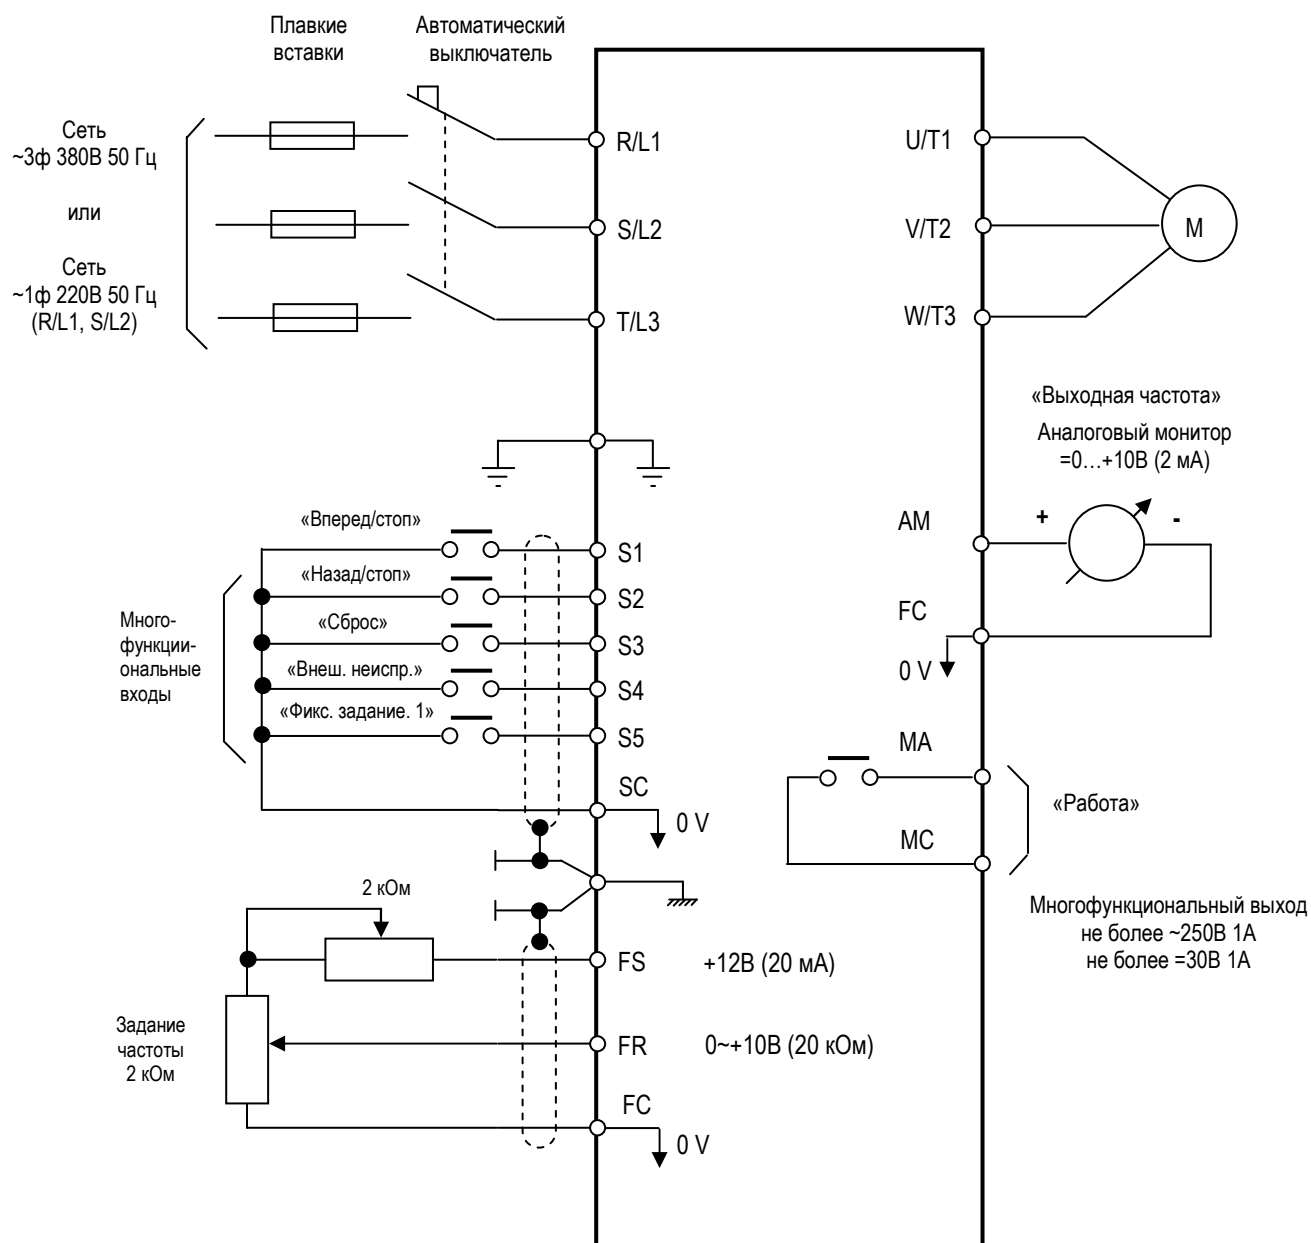 Плавкие
вставки
Автоматический
выключатель
Сеть
~3ф 380В 50 Гц
или
Сеть
~1ф 220В 50 Гц
(R/L1, S/L2)
R/L1
S/L2
T/L3
U/T1
V/T2
W/T3
M
«Выходная частота»
Аналоговый монитор
=0…+10В (2 мА)
AM
+
-
FC
0 V
«Вперед/стоп»
S1
«Назад/стоп»
S2
«Сброс»
S3
«Внеш. неиспр.»
S4
«Фикс. задание. 1»
S5
Много-
функци-
ональные
входы
SC
0 V
MA
MC
«Работа»
Многофункциональный выход
не более ~250В 1А
не более =30В 1А
2 кОм
FS
+12В (20 мА)
Задание
частоты
2 кОм
FR
0~+10В (20 кОм)
FC
0 V